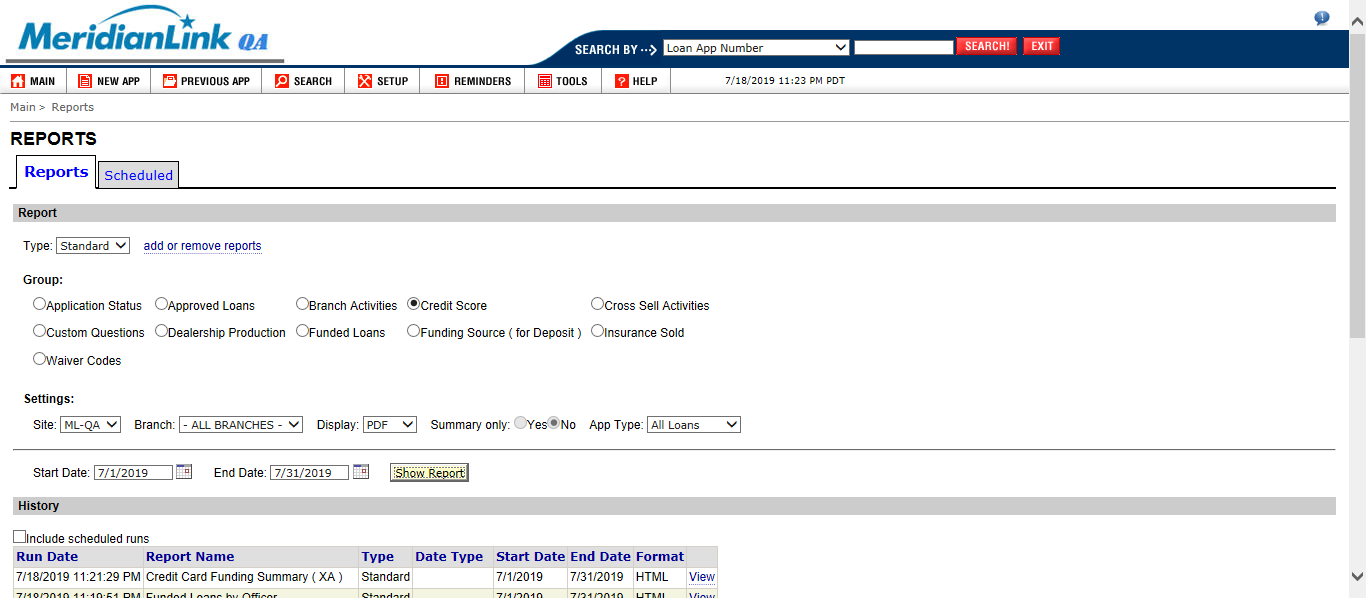 MeridianLink QA
SEARCH BY ··> Loan App Number SEARCH! EXIT
MAIN NEW APP PREVIOUS APP SEARCH SETUP REMINDERS TOOLS HELP 7/18/2019 11:23 PM PDT
Main > Reports
REPORTS
Reports Scheduled
Report
Type: Standard add or remove reports
Group:
Application Status Approved Loans Branch Activities Credit Score Cross Sell Activities
Custom Questions Dealership Production Funded Loans Funding Source ( for Deposit ) Insurance Sold
Waiver Codes
Settings:
Site: ML-QA Branch: - ALL BRANCHES - Display: PDF Summary only: Yes No App Type: All Loans
Start Date: 7/1/2019 End Date: 7/31/2019 Show Report
History
Include scheduled runs
Run Date Report Name Type Date Type Start Date End Date Format
7/18/2019 11:21:29 PM Credit Card Funding Summary ( XA ) Standard 7/1/2019 7/31/2019 HTML View
7/18/2019 11:19:51 PM Funded Loans by Officer Standard 7/1/2019 7/31/2019 HTML View